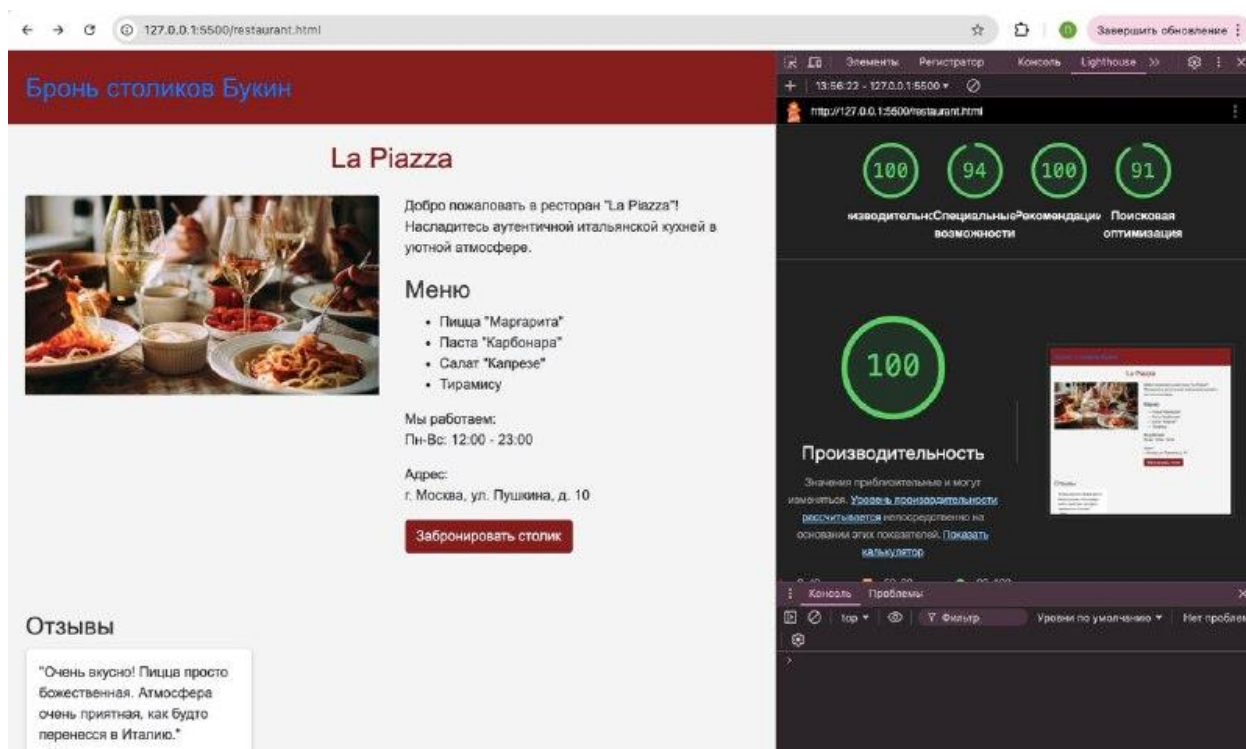 127.0.0.1:5500/restaurant.html
Завершить обновление
Бронь столиков Букин
La Piazza
Добро пожаловать в ресторан "La Piazza"!
Насладитесь аутентичной итальянской кухней в
уютной атмосфере.
Меню
Пицца "Маргарита"
Паста "Карбонара"
Салат "Капрезе"
Тирамису
Мы работаем:
Пн-Вс: 12:00 - 23:00
Адрес:
г. Москва, ул. Пушкина, д. 10
Забронировать столик
Отзывы
"Очень вкусно! Пицца просто
божественная. Атмосфера
очень приятная, как будто
перенесся в Италию."
Элементы Регистратор Консоль Lighthouse
13:56:22 - 127.0.0.1:5500
http://127.0.0.1:5500/restaurant.html
100 94 100 91
изводительнс Специальные Рекомендации Поисковая
возможности оптимизация
100
Производительность
Значения приблизительные и могут
изменяться. Уровень производительности
рассчитывается непосредственно на
основании этих показателей. Показать
калькулятор
Консоль Проблемы
top Фильтр Уровни по умолчанию Нет проблем